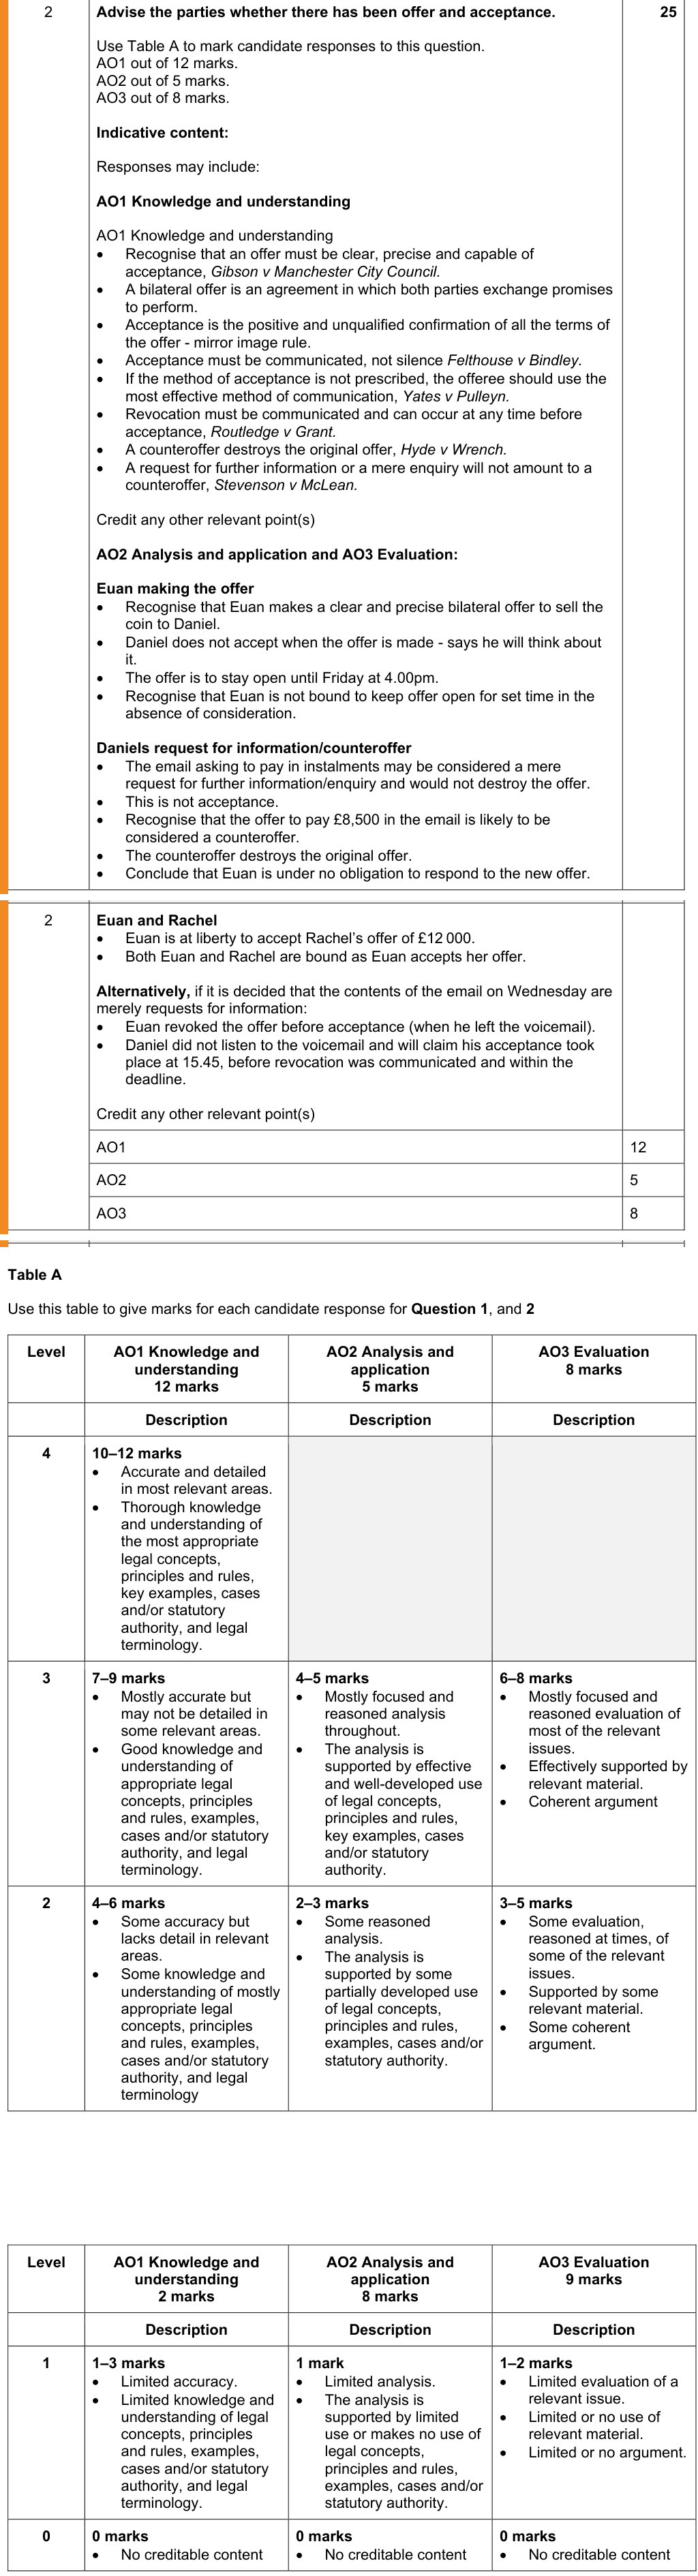 2
Advise the parties whether there has been offer and acceptance.
25
Use Table A to mark candidate responses to this question.
AO1 out of 12 marks.
AO2 out of 5 marks.
AO3 out of 8 marks.
Indicative content:
Responses may include:
AO1 Knowledge and understanding
AO1 Knowledge and understanding
• Recognise that an offer must be clear, precise and capable of
acceptance, Gibson v Manchester City Council.
• A bilateral offer is an agreement in which both parties exchange promises
to perform.
• Acceptance is the positive and unqualified confirmation of all the terms of
the offer - mirror image rule.
• Acceptance must be communicated, not silence Felthouse v Bindley.
• If the method of acceptance is not prescribed, the offeree should use the
most effective method of communication, Yates v Pulleyn.
• Revocation must be communicated and can occur at any time before
acceptance, Routledge v Grant.
• A counteroffer destroys the original offer, Hyde v Wrench.
• A request for further information or a mere enquiry will not amount to a
counteroffer, Stevenson v McLean.
Credit any other relevant point(s)
AO2 Analysis and application and AO3 Evaluation:
Euan making the offer
• Recognise that Euan makes a clear and precise bilateral offer to sell the
coin to Daniel.
• Daniel does not accept when the offer is made - says he will think about
it.
• The offer is to stay open until Friday at 4.00pm.
• Recognise that Euan is not bound to keep offer open for set time in the
absence of consideration.
Daniels request for information/counteroffer
• The email asking to pay in instalments may be considered a mere
request for further information/enquiry and would not destroy the offer.
• This is not acceptance.
• Recognise that the offer to pay £8,500 in the email is likely to be
considered a counteroffer.
• The counteroffer destroys the original offer.
• Conclude that Euan is under no obligation to respond to the new offer.
2
Euan and Rachel
• Euan is at liberty to accept Rachel's offer of £12 000.
• Both Euan and Rachel are bound as Euan accepts her offer.
Alternatively, if it is decided that the contents of the email on Wednesday are
merely requests for information:
• Euan revoked the offer before acceptance (when he left the voicemail).
• Daniel did not listen to the voicemail and will claim his acceptance took
place at 15.45, before revocation was communicated and within the
deadline.
Credit any other relevant point(s)
AO1 12
AO2 5
AO3 8
Table A
Use this table to give marks for each candidate response for Question 1, and 2
Level
AO1 Knowledge and
understanding
12 marks
AO2 Analysis and
application
5 marks
AO3 Evaluation
8 marks
Description
Description
Description
4
10–12 marks
• Accurate and detailed
in most relevant areas.
• Thorough knowledge
and understanding of
the most appropriate
legal concepts,
principles and rules,
key examples, cases
and/or statutory
authority, and legal
terminology.
3
7–9 marks
• Mostly accurate but
may not be detailed in
some relevant areas.
• Good knowledge and
understanding of
appropriate legal
concepts, principles
and rules, examples,
cases and/or statutory
authority, and legal
terminology.
4–5 marks
• Mostly focused and
reasoned analysis
throughout.
• The analysis is
supported by effective
and well-developed use
of legal concepts,
principles and rules,
key examples, cases
and/or statutory
authority.
6–8 marks
• Mostly focused and
reasoned evaluation of
most of the relevant
issues.
• Effectively supported by
relevant material.
• Coherent argument
2
4–6 marks
• Some accuracy but
lacks detail in relevant
areas.
• Some knowledge and
understanding of mostly
appropriate legal
concepts, principles
and rules, examples,
cases and/or statutory
authority, and legal
terminology
2–3 marks
• Some reasoned
analysis.
• The analysis is
supported by some
partially developed use
of legal concepts,
principles and rules,
examples, cases and/or
statutory authority.
3–5 marks
• Some evaluation,
reasoned at times, of
some of the relevant
issues.
• Supported by some
relevant material.
• Some coherent
argument.
Level
AO1 Knowledge and
understanding
2 marks
AO2 Analysis and
application
8 marks
AO3 Evaluation
9 marks
Description
Description
Description
1
1–3 marks
• Limited accuracy.
• Limited knowledge and
understanding of legal
concepts, principles
and rules, examples,
cases and/or statutory
authority, and legal
terminology.
1 mark
• Limited analysis.
• The analysis is
supported by limited
use or makes no use of
legal concepts,
principles and rules,
examples, cases and/or
statutory authority.
1–2 marks
• Limited evaluation of a
relevant issue.
• Limited or no use of
relevant material.
• Limited or no argument.
0
0 marks
• No creditable content
0 marks
• No creditable content
0 marks
• No creditable content